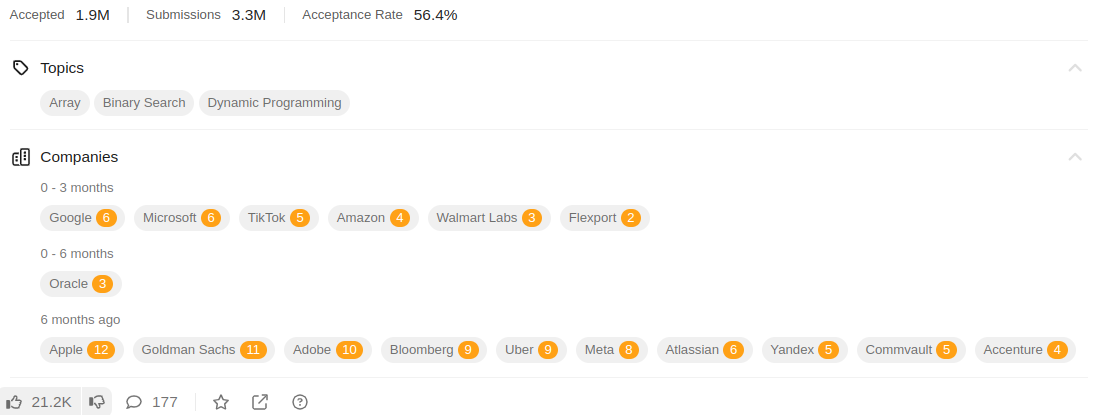 Accepted 1.9M Submissions 3.3M Acceptance Rate 56.4%
Topics
Array Binary Search Dynamic Programming
Companies
0 - 3 months
Google 6 Microsoft 6 TikTok 5 Amazon 4 Walmart Labs 3 Flexport 2
0 - 6 months
Oracle 3
6 months ago
Apple 12 Goldman Sachs 11 Adobe 10 Bloomberg 9 Uber 9 Meta 8 Atlassian 6 Yandex 5 Commvault 5 Accenture 4
21.2K 177